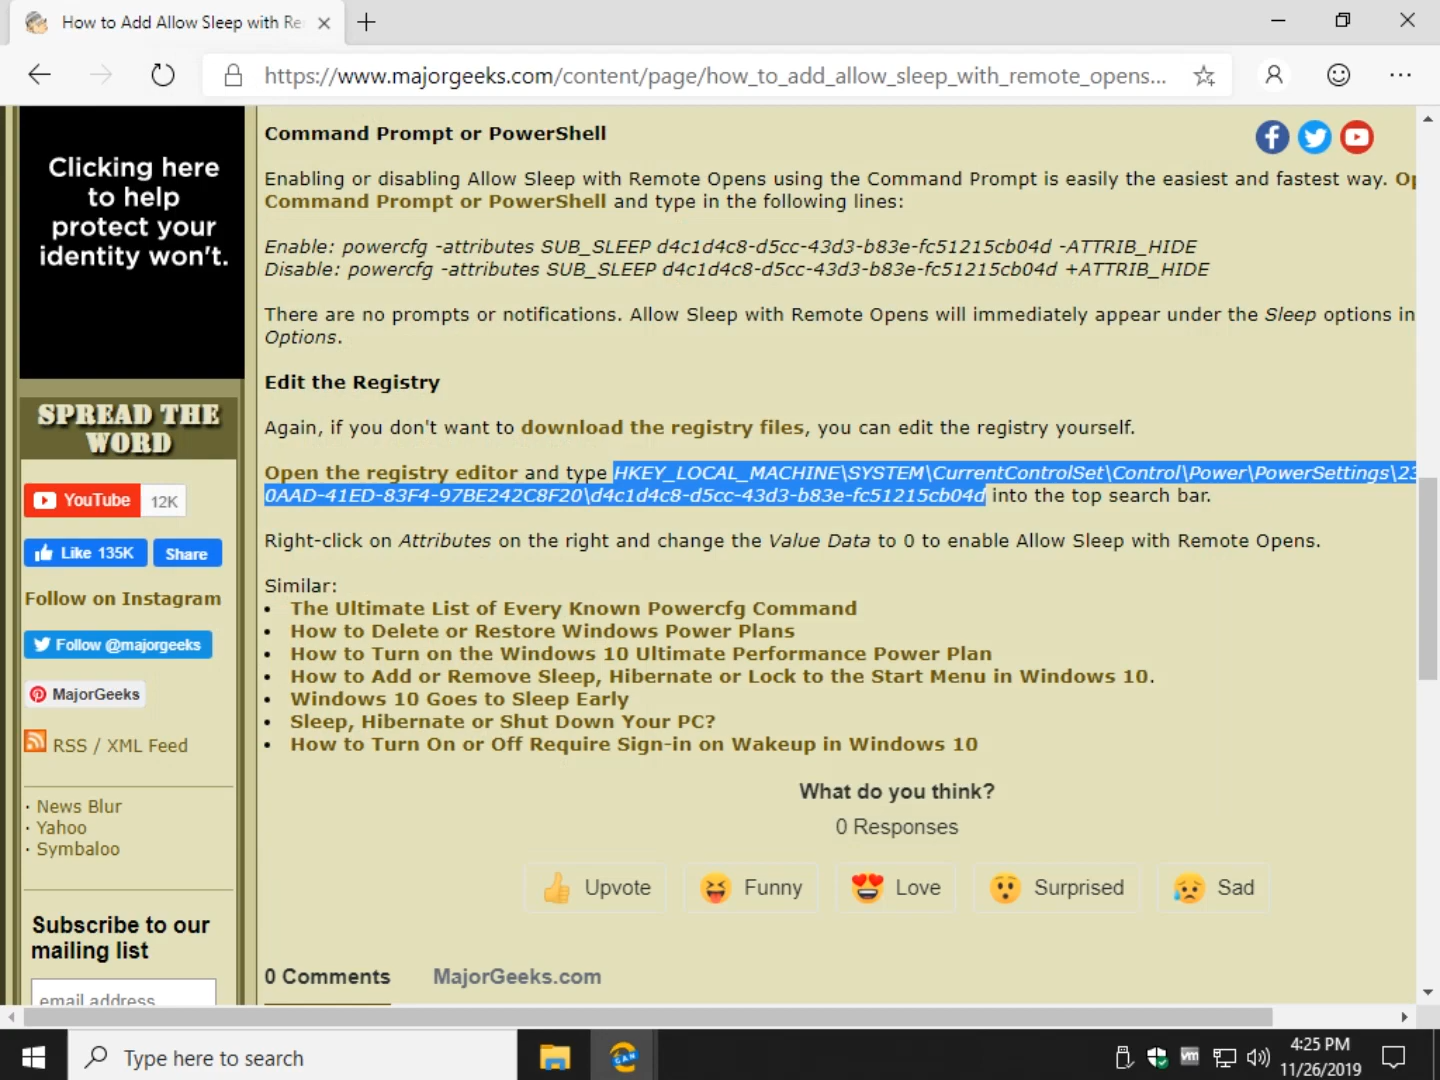 How to Add Allow Sleep with Re
https://www.majorgeeks.com/content/page/how_to_add_allow_sleep_with_remote_opens...
Clicking here
to help
protect your
identity won't.
SPREAD THE
WORD
YouTube 12K
Like 135K Share
Follow on Instagram
Follow @majorgeeks
MajorGeeks
RSS / XML Feed
· News Blur
· Yahoo
· Symbaloo
Subscribe to our
mailing list
email address
Command Prompt or PowerShell
Enabling or disabling Allow Sleep with Remote Opens using the Command Prompt is easily the easiest and fastest way. Op
Command Prompt or PowerShell and type in the following lines:
Enable: powercfg -attributes SUB_SLEEP d4c1d4c8-d5cc-43d3-b83e-fc51215cb04d -ATTRIB_HIDE
Disable: powercfg -attributes SUB_SLEEP d4c1d4c8-d5cc-43d3-b83e-fc51215cb04d +ATTRIB_HIDE
There are no prompts or notifications. Allow Sleep with Remote Opens will immediately appear under the Sleep options in
Options.
Edit the Registry
Again, if you don't want to download the registry files, you can edit the registry yourself.
Open the registry editor and type HKEY_LOCAL_MACHINE\SYSTEM\CurrentControlSet\Control\Power\PowerSettings\23
0AAD-41ED-83F4-97BE242C8F20\d4c1d4c8-d5cc-43d3-b83e-fc51215cb04d into the top search bar.
Right-click on Attributes on the right and change the Value Data to 0 to enable Allow Sleep with Remote Opens.
Similar:
• The Ultimate List of Every Known Powercfg Command
• How to Delete or Restore Windows Power Plans
• How to Turn on the Windows 10 Ultimate Performance Power Plan
• How to Add or Remove Sleep, Hibernate or Lock to the Start Menu in Windows 10.
• Windows 10 Goes to Sleep Early
• Sleep, Hibernate or Shut Down Your PC?
• How to Turn On or Off Require Sign-in on Wakeup in Windows 10
What do you think?
0 Responses
Upvote Funny Love Surprised Sad
0 Comments MajorGeeks.com
Type here to search
GAN
vm
4:25 PM
11/26/2019